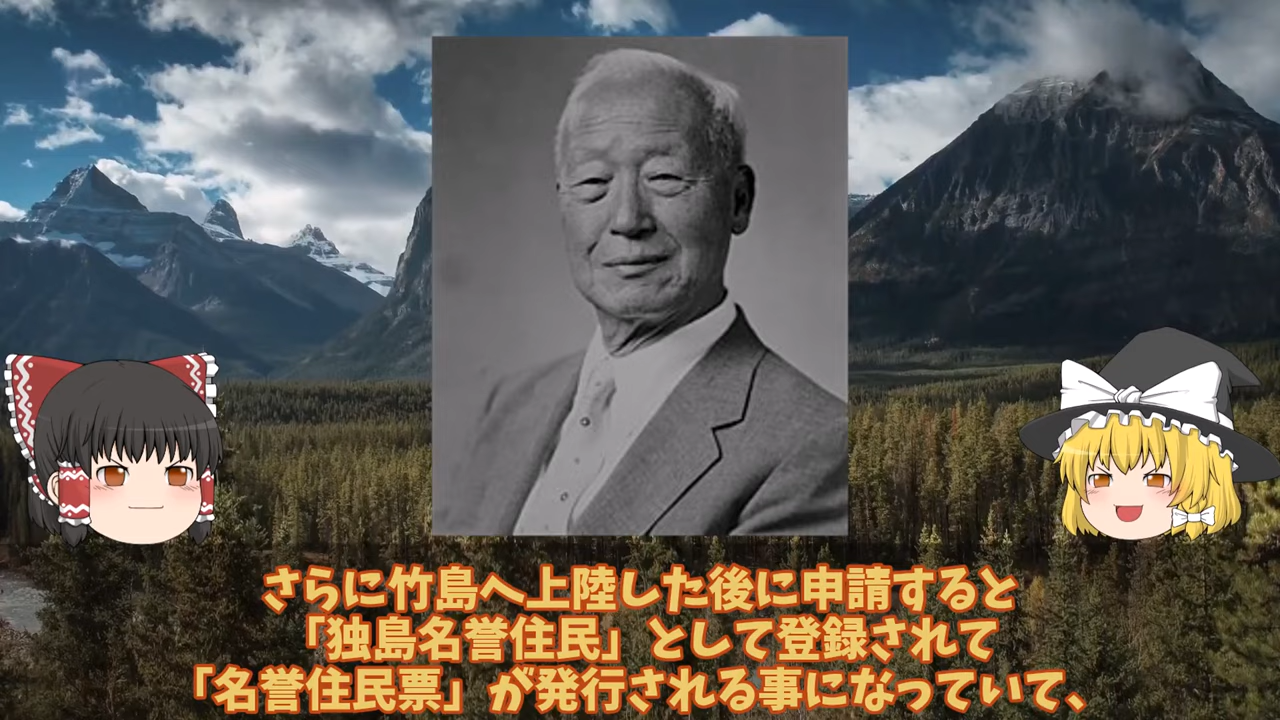 さらに竹島へ上陸した後に申請すると
「独島名誉住民」として登録されて
「名誉住民票」が発行される事になっていて、